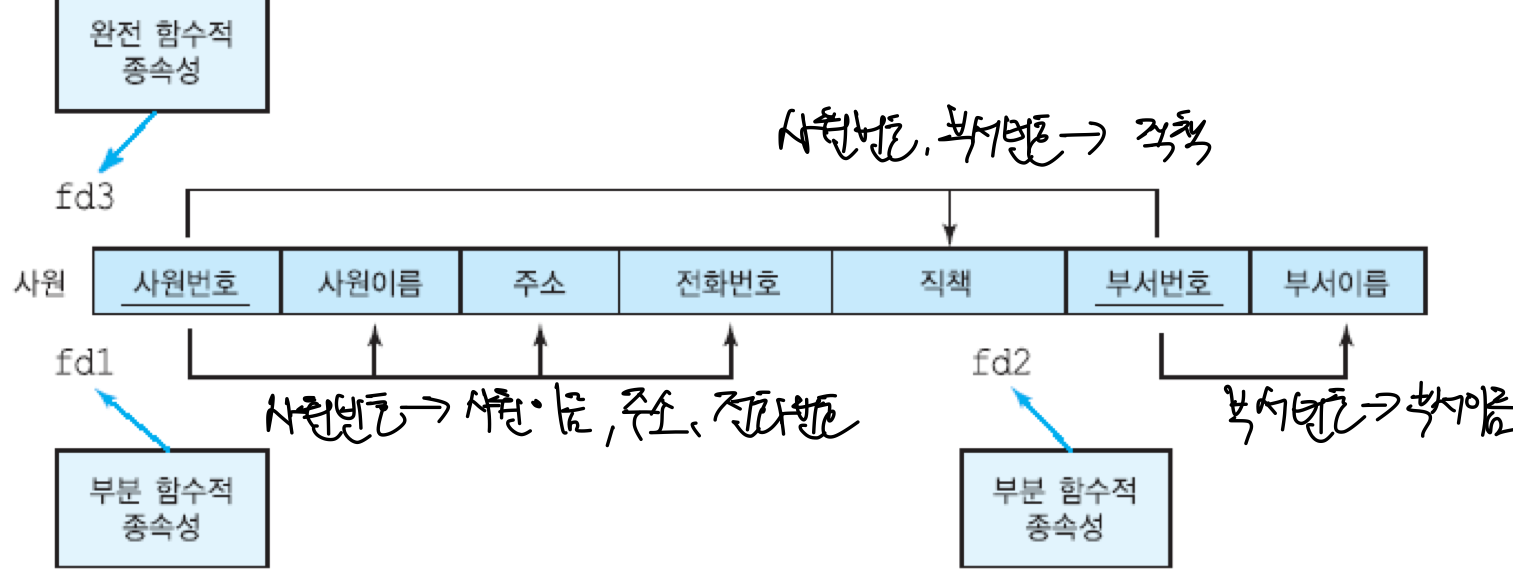 완전 함수적
종속성
사원번호, 부서번호 → 직책
fd3
사원 사원번호 사원이름 주소 전화번호 직책 부서번호 부서이름
fd1
fd2
사원번호 → 사원이름, 주소, 전화번호
부서번호 → 부서이름
부분 함수적
종속성
부분 함수적
종속성